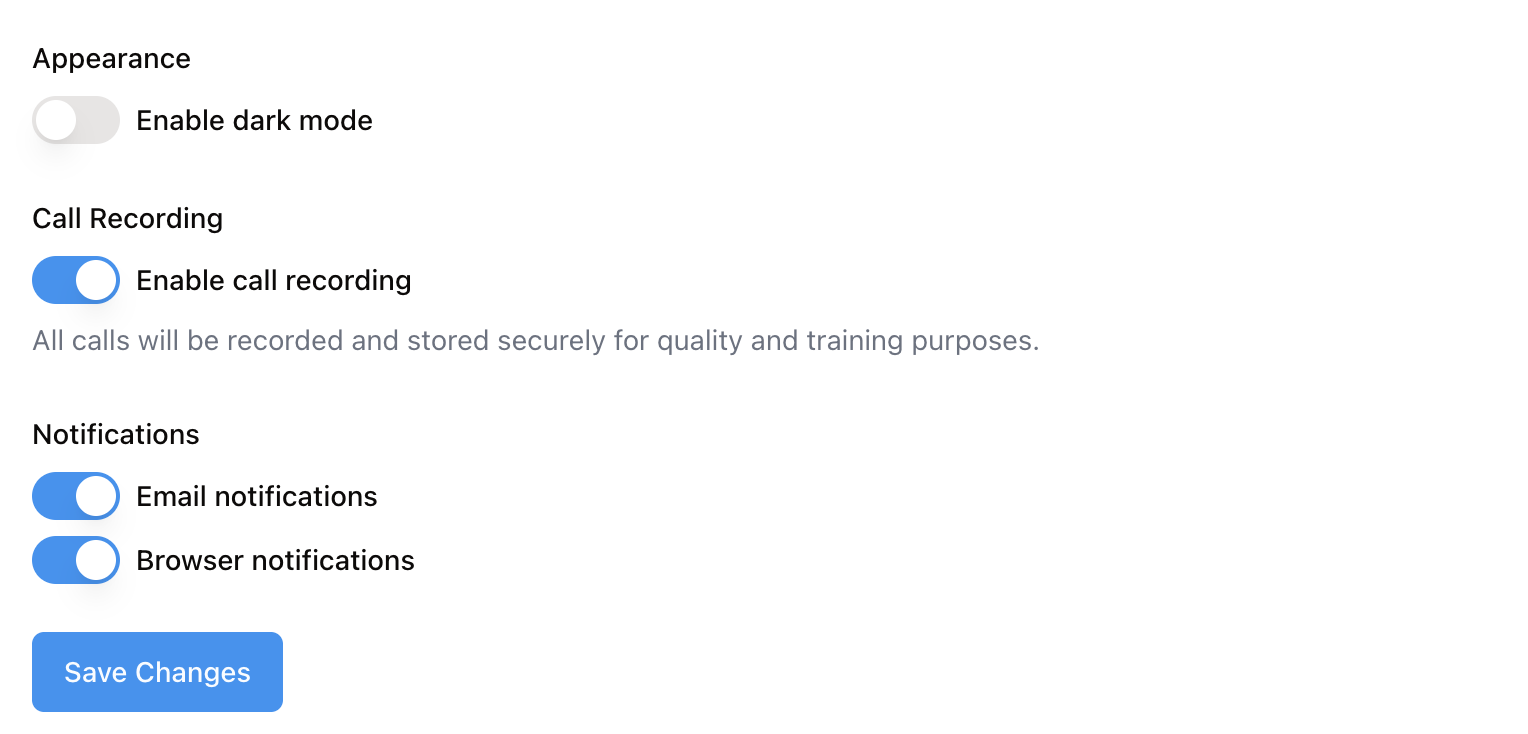 Appearance
Enable dark mode
Call Recording
Enable call recording
All calls will be recorded and stored securely for quality and training purposes.
Notifications
Email notifications
Browser notifications
Save Changes